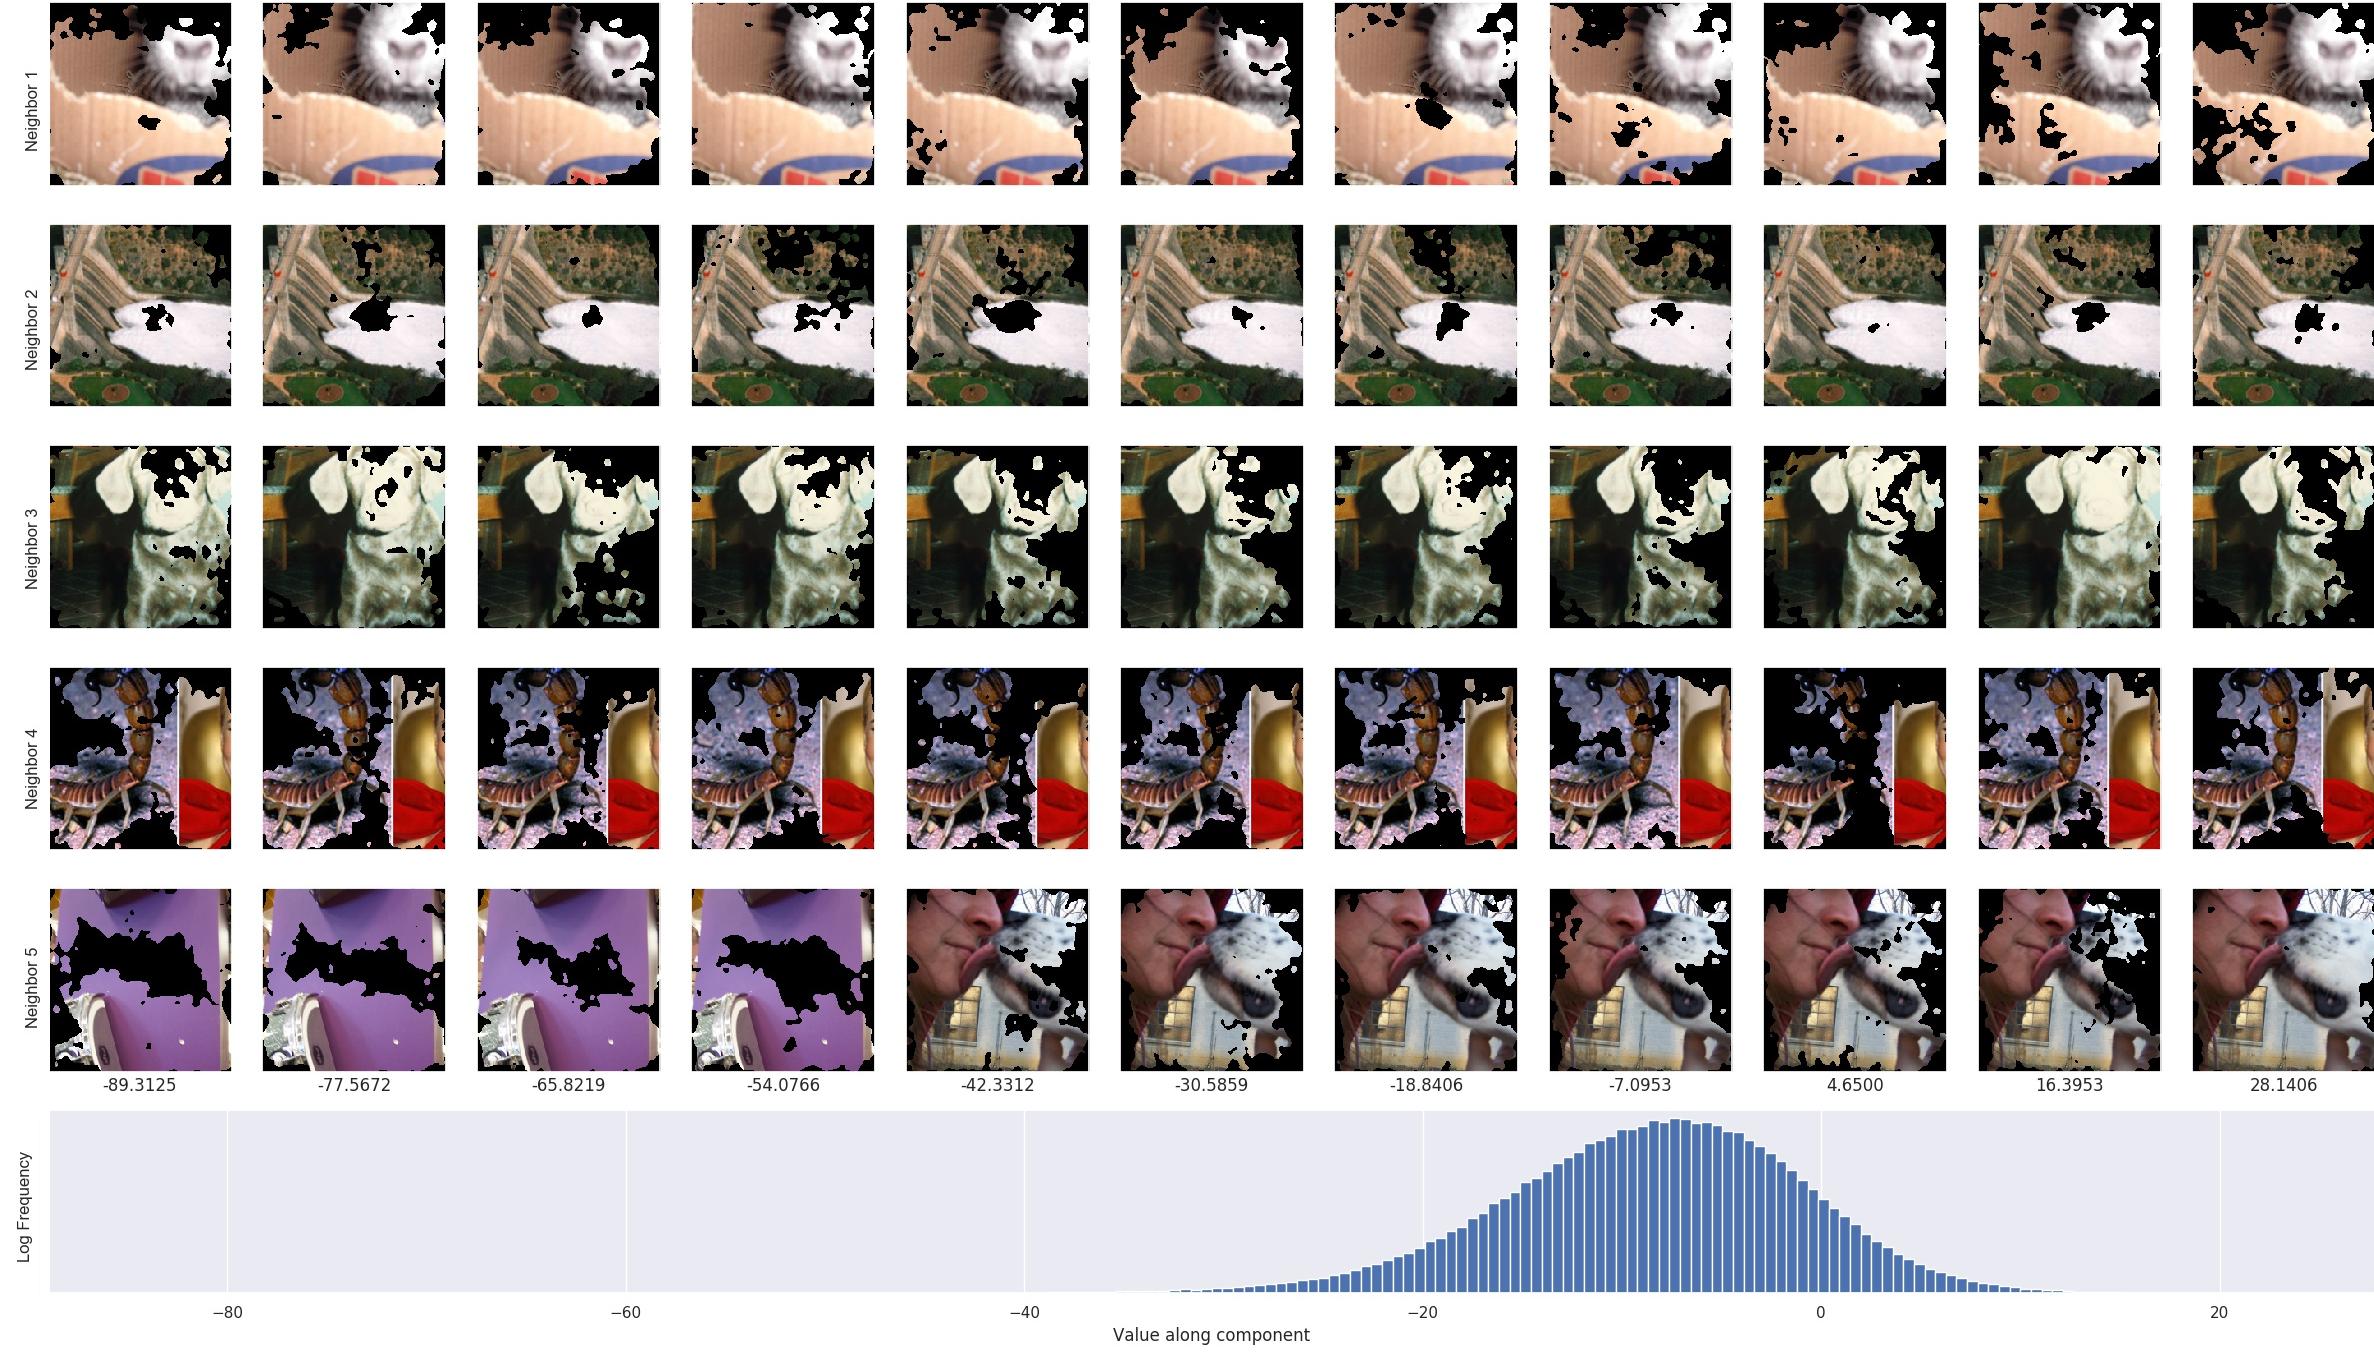 Neighbor 1
Neighbor 2
Neighbor 3
Neighbor 4
Neighbor 5
-89.3125 -77.5672 -65.8219 -54.0766 -42.3312 -30.5859 -18.8406 -7.0953 4.6500 16.3953 28.1406
Log Frequency
−80 −60 −40 −20 0 20
Value along component